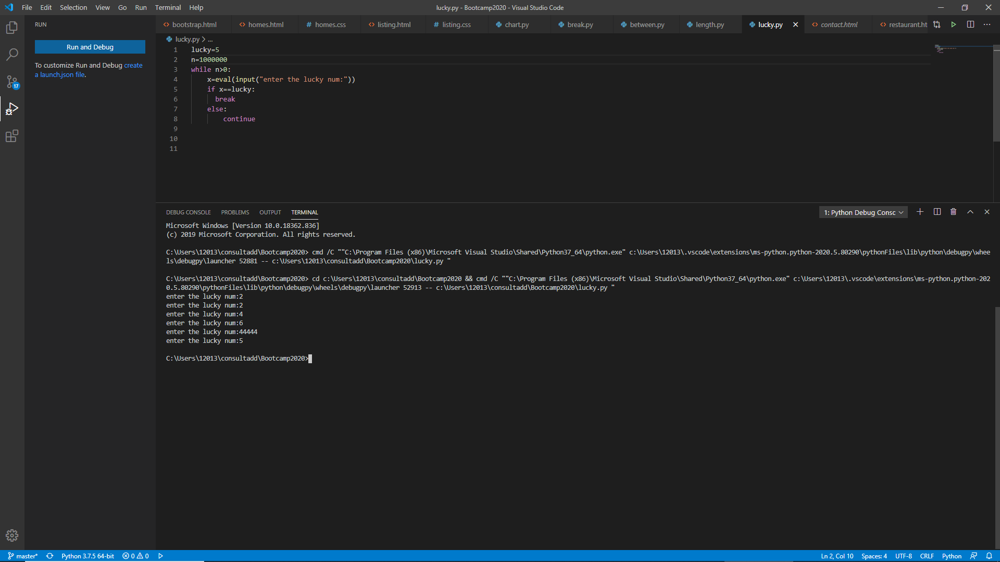 File Edit Selection View Go Run Terminal Help
lucky.py - Bootcamp2020 - Visual Studio Code
RUN
Run and Debug
To customize Run and Debug create
a launch.json file.
bootstrap.html homes.html homes.css listing.html listing.css chart.py break.py between.py length.py lucky.py contact.html restaurant.ht
lucky.py > ...
1 lucky=5
2 n=1000000
3 while n>0:
4 x=eval(input("enter the lucky num:"))
5 if x==lucky:
6 break
7 else:
8 continue
9
10
11
DEBUG CONSOLE PROBLEMS OUTPUT TERMINAL
1: Python Debug Consc
Microsoft Windows [Version 10.0.18362.836]
(c) 2019 Microsoft Corporation. All rights reserved.
C:\Users\12013\consultadd\Bootcamp2020> cmd /C ""C:\Program Files (x86)\Microsoft Visual Studio\Shared\Python37_64\python.exe" c:\Users\12013\.vscode\extensions\ms-python.python-2020.5.80290\pythonFiles\lib\python\debugpy\whee
ls\debugpy\launcher 52881 -- c:\Users\12013\consultadd\Bootcamp2020\lucky.py "
C:\Users\12013\consultadd\Bootcamp2020> cd c:\Users\12013\consultadd\Bootcamp2020 && cmd /C ""C:\Program Files (x86)\Microsoft Visual Studio\Shared\Python37_64\python.exe" c:\Users\12013\.vscode\extensions\ms-python.python-202
0.5.80290\pythonFiles\lib\python\debugpy\wheels\debugpy\launcher 52913 -- c:\Users\12013\consultadd\Bootcamp2020\lucky.py "
enter the lucky num:2
enter the lucky num:2
enter the lucky num:4
enter the lucky num:6
enter the lucky num:44444
enter the lucky num:5
C:\Users\12013\consultadd\Bootcamp2020>
17
master* Python 3.7.5 64-bit 0 0
Ln 2, Col 10 Spaces: 4 UTF-8 CRLF Python